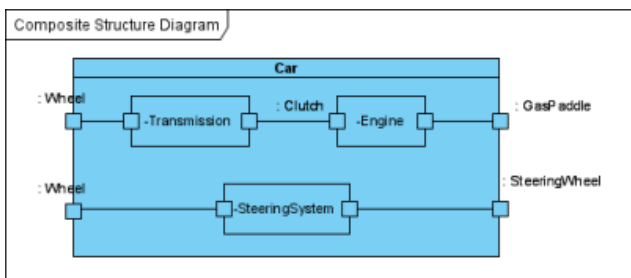 Composite Structure Diagram
Car
: Wheel
-Transmission
: Clutch
-Engine
: GasPaddle
: Wheel
-SteeringSystem
: SteeringWheel